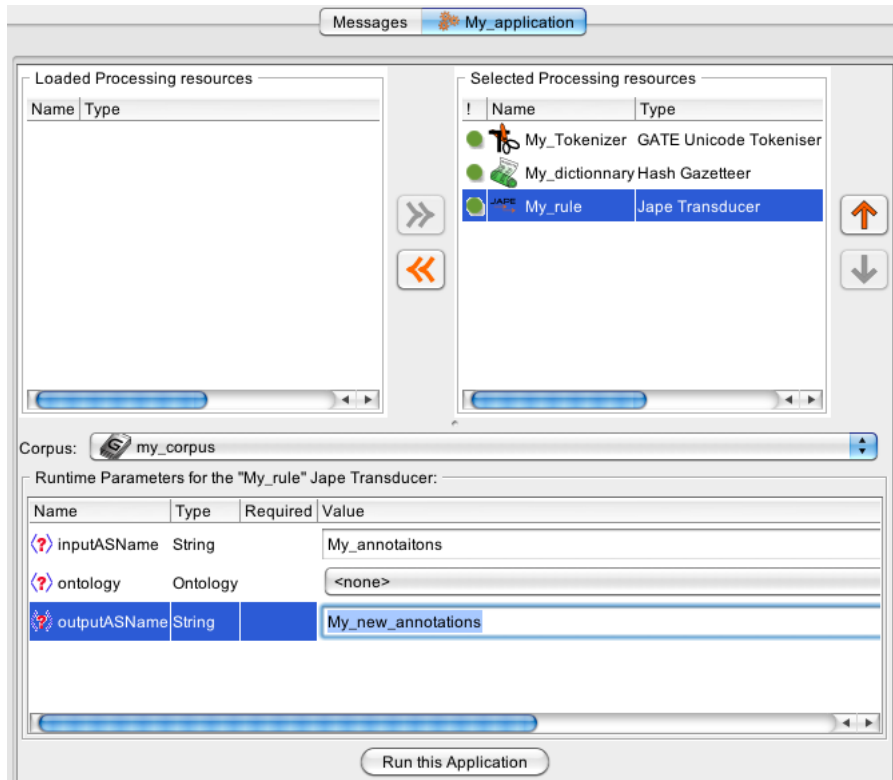 Messages My_application
Loaded Processing resources
Name Type
Selected Processing resources
! Name Type
My_Tokenizer GATE Unicode Tokeniser
My_dictionnary Hash Gazetteer
JAPE My_rule Jape Transducer
Corpus: G my_corpus
Runtime Parameters for the "My_rule" Jape Transducer:
Name Type Required Value
<?> inputASName String My_annotaitons
<?> ontology Ontology <none>
<?> outputASName String My_new_annotations
Run this Application